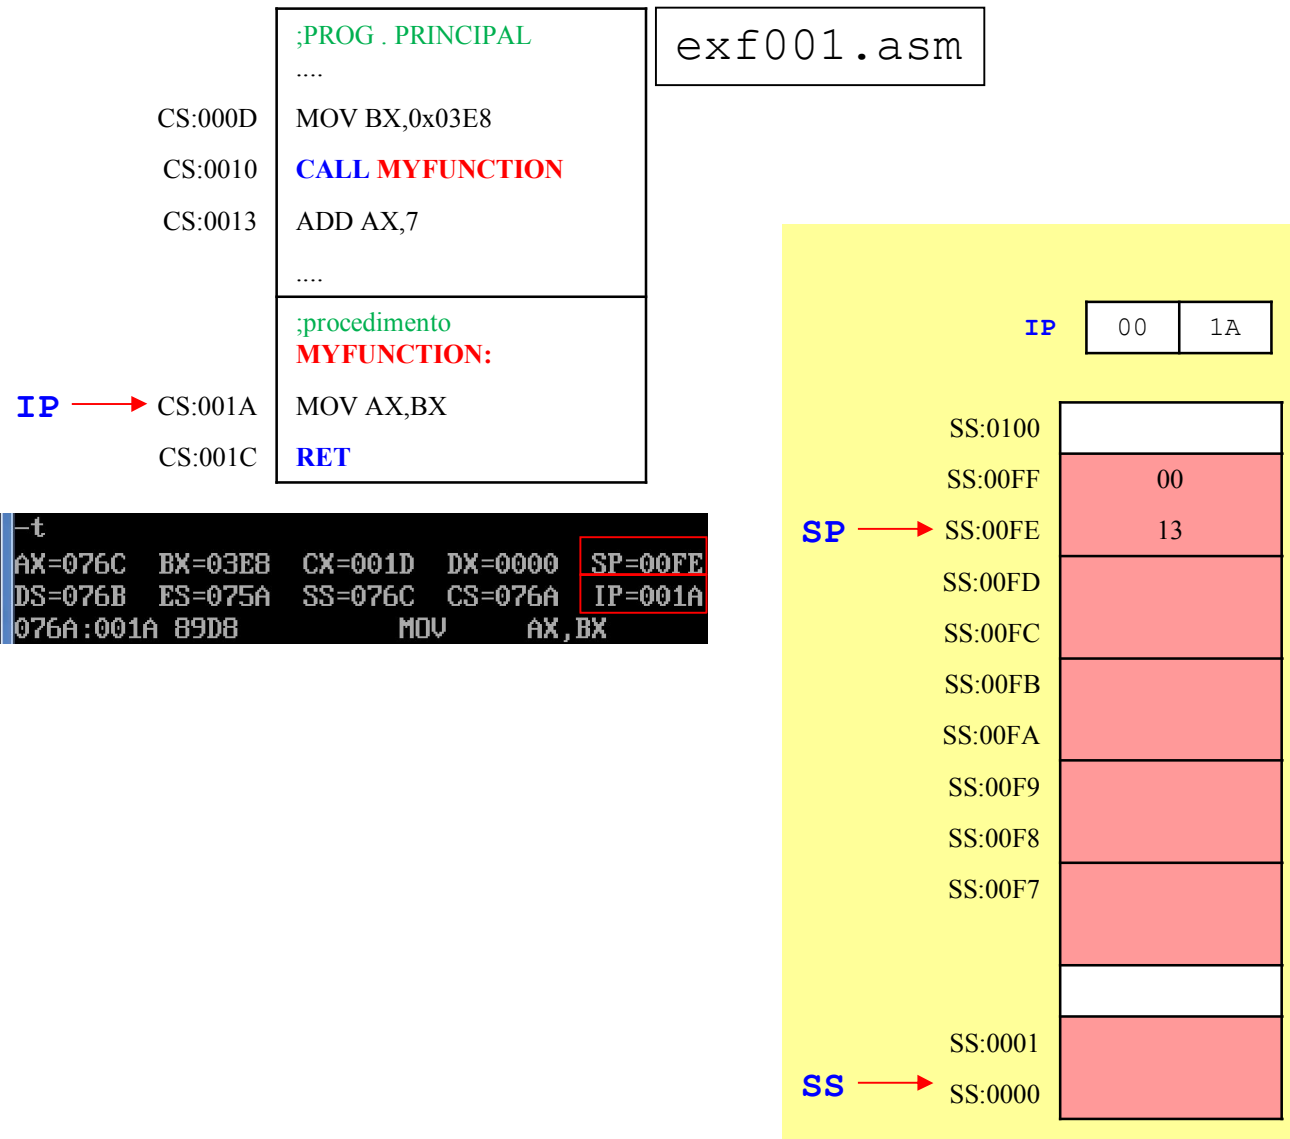 ;PROG . PRINCIPAL
....
exf001.asm
CS:000D MOV BX,0x03E8
CS:0010 CALL MYFUNCTION
CS:0013 ADD AX,7
....
;procedimento
MYFUNCTION:
IP CS:001A MOV AX,BX
CS:001C RET
-t
AX=076C BX=03E8 CX=001D DX=0000 SP=00FE
DS=076B ES=075A SS=076C CS=076A IP=001A
076A:001A 89D8 MOV AX,BX
IP 00 1A
SS:0100
SS:00FF 00
SP SS:00FE 13
SS:00FD
SS:00FC
SS:00FB
SS:00FA
SS:00F9
SS:00F8
SS:00F7
SS:0001
SS SS:0000